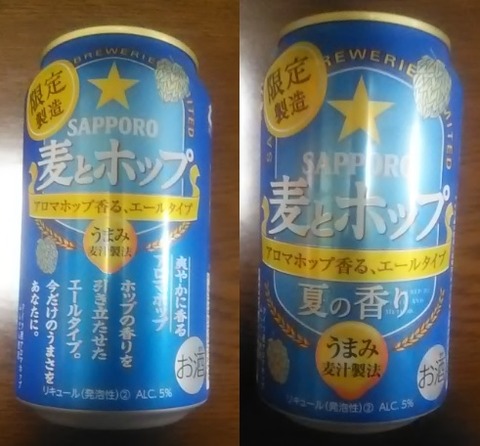 BREWERIE
限定
製造
ITED
SAPPORO
麦とホップ
アロマホップ香る、エールタイプ
うまみ
麦汁製法
爽やかに香る
アロマホップ
ホップの香りを
引き立たせた
エールタイプ。
今だけのうまさを
あなたに。
お酒
リキュール(発泡性)② ALC. 5%
BREWERIE
限定
製造
SA
ITED
SAPPORO
麦とホップ
アロマホップ香る、エールタイプ
夏の香り
うまみ
麦汁製法
お酒
リキュール(発泡性)② ALC. 5%